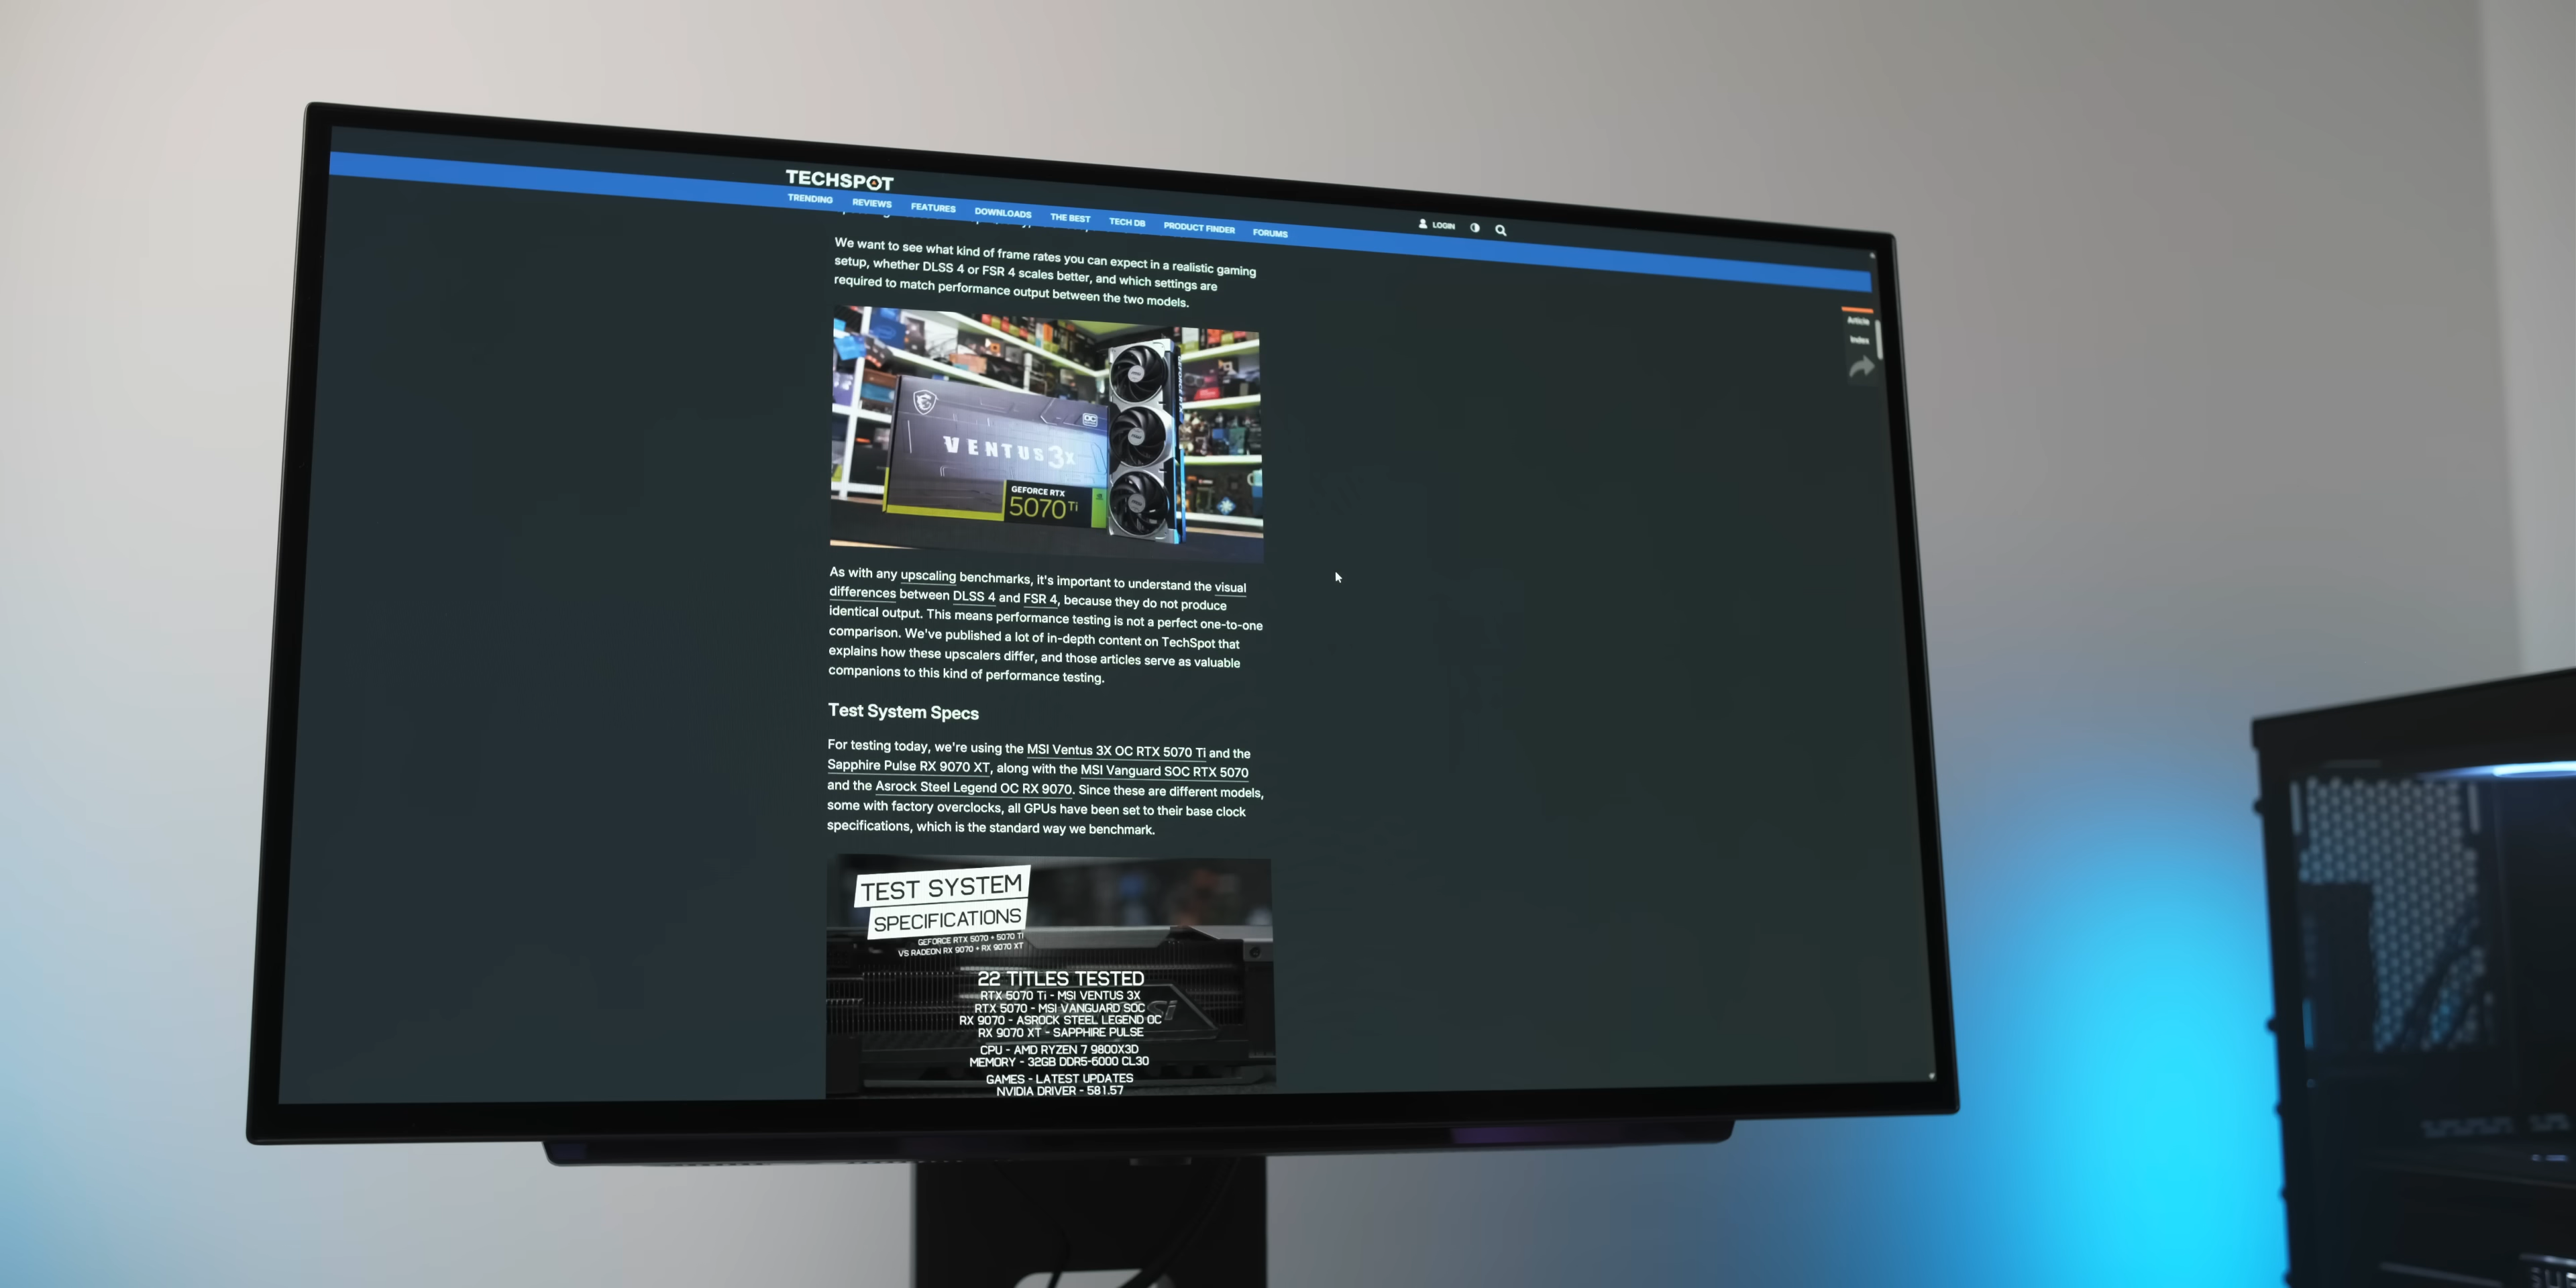 TECHSPOT
TRENDING REVIEWS FEATURES DOWNLOADS THE BEST TECH DB PRODUCT FINDER FORUMS
LOGIN
We want to see what kind of frame rates you can expect in a realistic gaming
setup, whether DLSS 4 or FSR 4 scales better, and which settings are
required to match performance output between the two models.
Article
Index
VENTUS 3X
OC
GEFORCE RTX
5070 Ti
As with any upscaling benchmarks, it's important to understand the visual
differences between DLSS 4 and FSR 4, because they do not produce
identical output. This means performance testing is not a perfect one-to-one
comparison. We've published a lot of in-depth content on TechSpot that
explains how these upscalers differ, and those articles serve as valuable
companions to this kind of performance testing.
Test System Specs
For testing today, we're using the MSI Ventus 3X OC RTX 5070 Ti and the
Sapphire Pulse RX 9070 XT, along with the MSI Vanguard SOC RTX 5070
and the Asrock Steel Legend OC RX 9070. Since these are different models,
some with factory overclocks, all GPUs have been set to their base clock
specifications, which is the standard way we benchmark.
TEST SYSTEM
SPECIFICATIONS
GEFORCE RTX 5070 + 5070 Ti
VS RADEON RX 9070 + RX 9070 XT
22 TITLES TESTED
RTX 5070 Ti - MSI VENTUS 3X
RTX 5070 - MSI VANGUARD SOC
RX 9070 - ASROCK STEEL LEGEND OC
RX 9070 XT - SAPPHIRE PULSE
CPU - AMD RYZEN 7 9800X3D
MEMORY - 32GB DDR5-6000 CL30
GAMES - LATEST UPDATES
NVIDIA DRIVER - 581.57